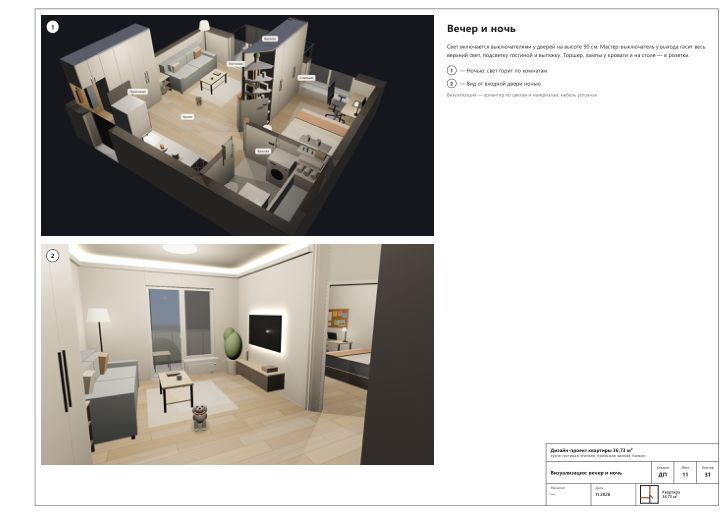 1
Вечер и ночь
Свет включается выключателями у дверей на высоте 90 см. Мастер-выключатель у выхода гасит весь
верхний свет, подсветку гостиной и вытяжку. Торшер, лампы у кровати и на столе — в розетки.
1 — Ночью: свет горит по комнатам
2 — Вид от входной двери ночью
Визуализация — ориентир по цветам и материалам; мебель условная
2
Дизайн-проект квартиры 36,73 м²
Визуализация: вечер и ночь
Стадия Лист Листов
ДП 11 31
Масштаб Дата
— 11.2026
Квартира
36,73 м²